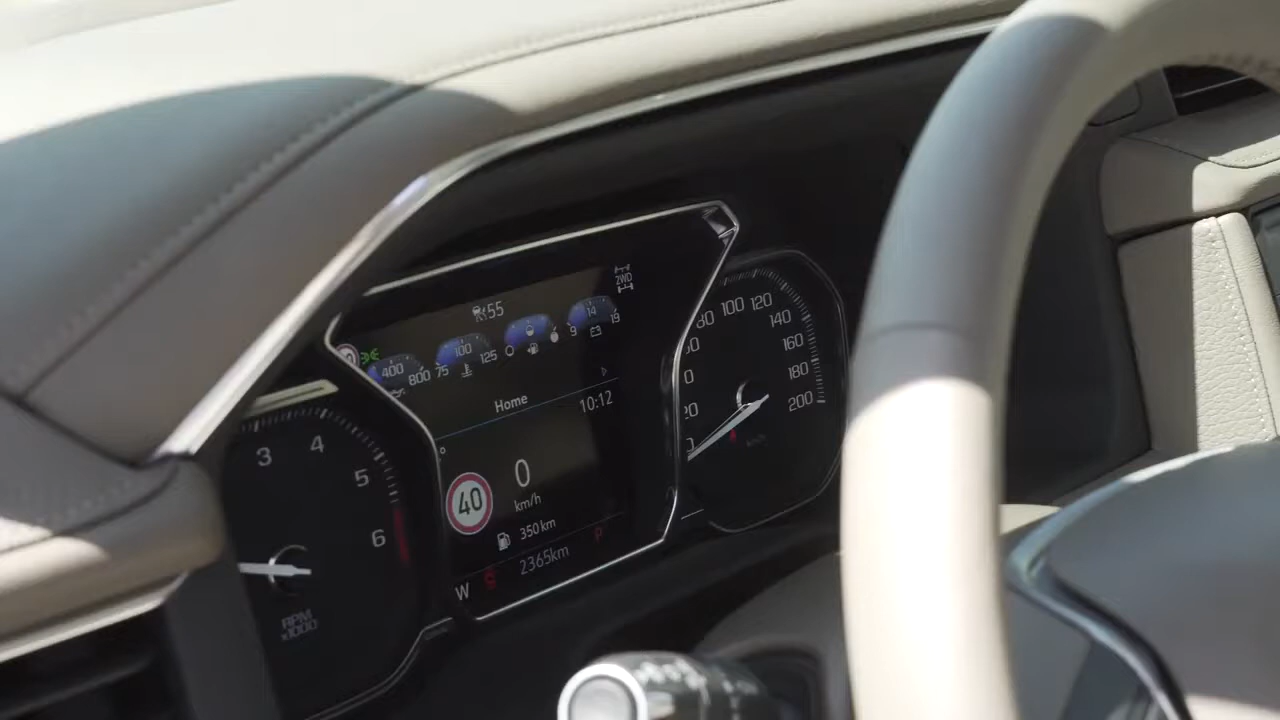 55
2WD
400 800
75 100 125
9 14 19
Home
10:12
40
0
km/h
350 km
2365km
P
W
3 4 5 6
RPM
x1000
80 100 120 140 160 180 200
km/h